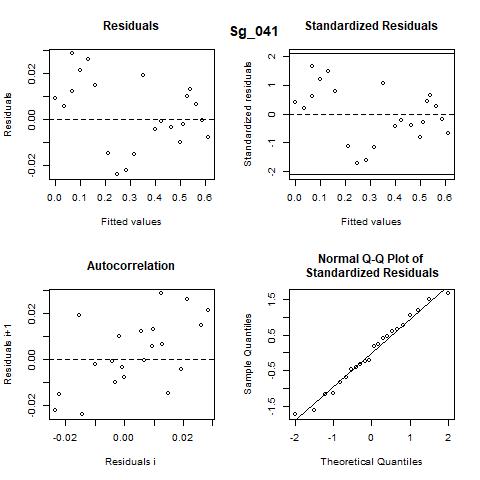 Sg_041
Residuals
Residuals
-0.02
0.00
0.02
0.0
0.1
0.2
0.3
0.4
0.5
0.6
Fitted values
Standardized Residuals
Standardized residuals
-2
-1
0
1
2
0.0
0.1
0.2
0.3
0.4
0.5
0.6
Fitted values
Autocorrelation
Residuals i+1
-0.02
0.00
0.02
-0.02
0.00
0.02
Residuals i
Normal Q-Q Plot of
Standardized Residuals
Sample Quantiles
-1.5
-0.5
0.5
1.5
-2
-1
0
1
2
Theoretical Quantiles